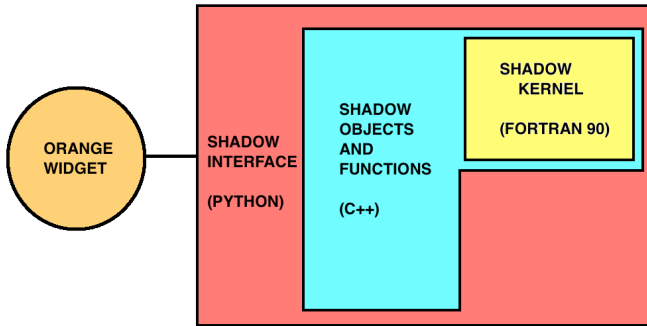 ORANGE
WIDGET
SHADOW
INTERFACE
(PYTHON)
SHADOW
OBJECTS
AND
FUNCTIONS
(C++)
SHADOW
KERNEL
(FORTRAN 90)